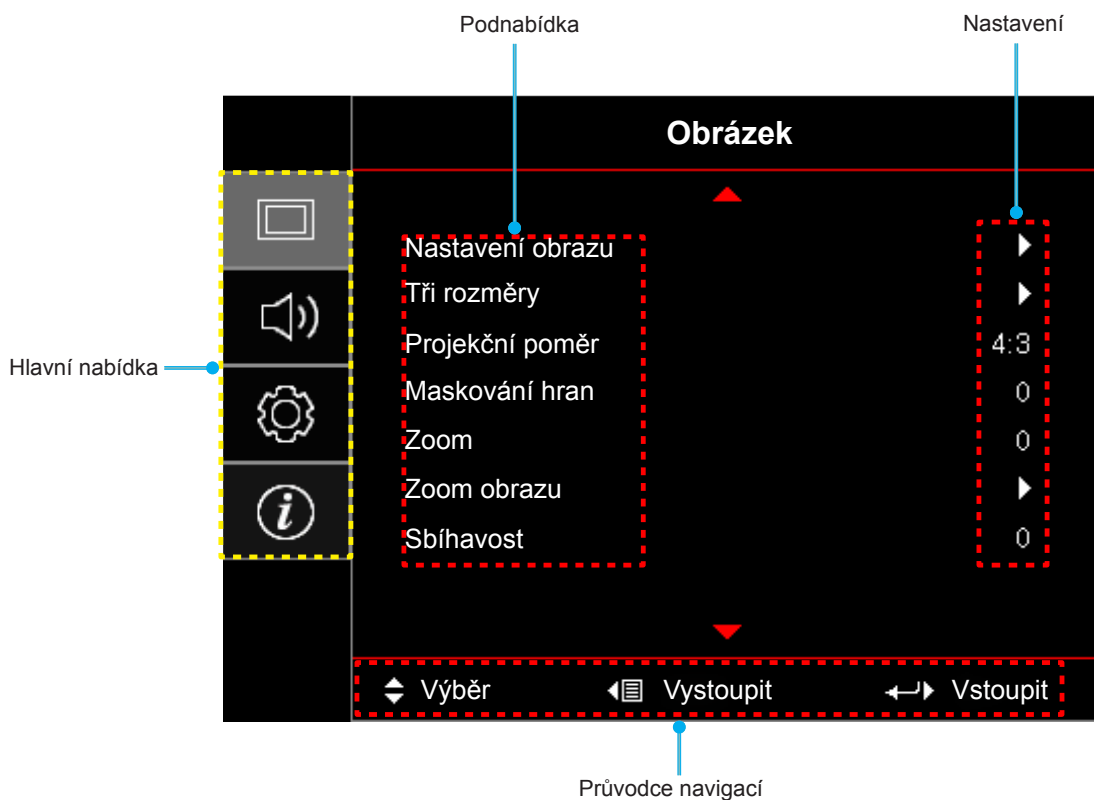 Podnabídka Nastavení
Obrázek
Nastavení obrazu
Tři rozměry
Projekční poměr 4:3
Maskování hran 0
Hlavní nabídka
Zoom 0
Zoom obrazu
Sbíhavost 0
Výběr Vystoupit Vstoupit
Průvodce navigací